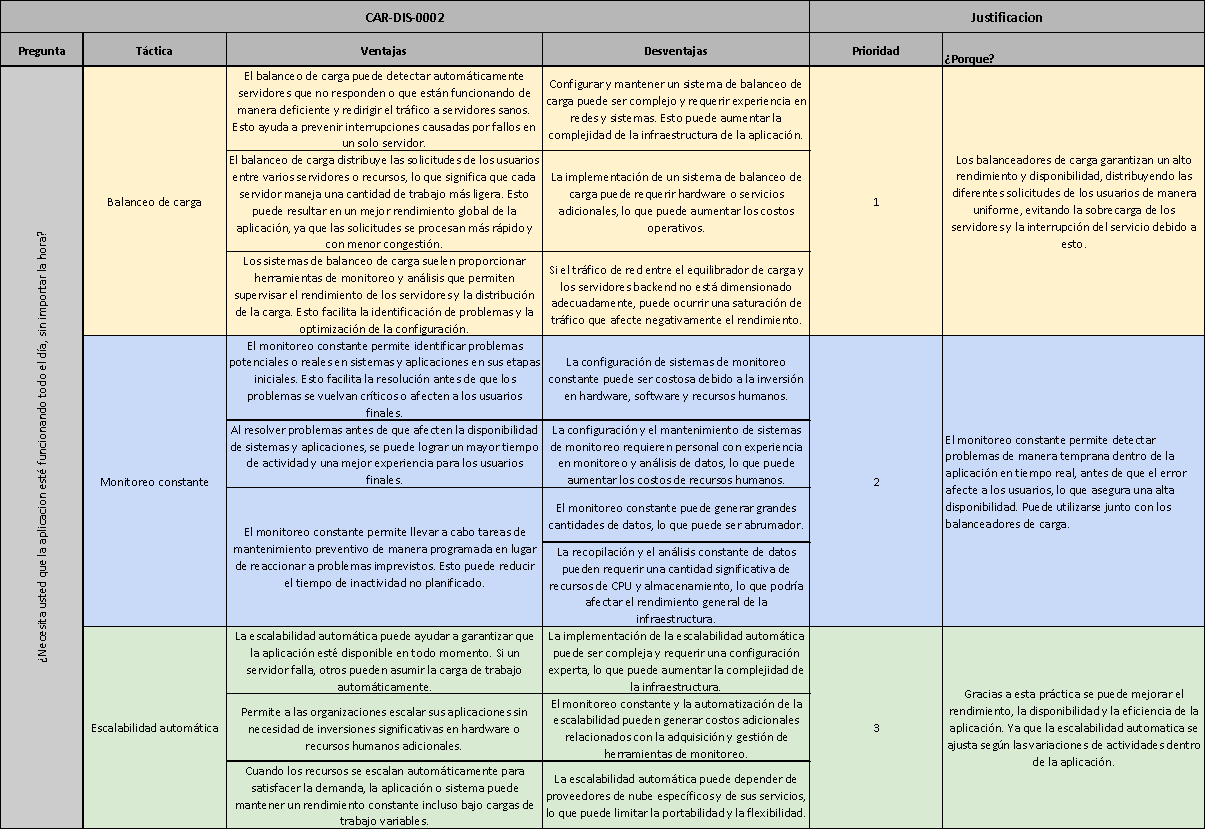 CAR-DIS-0002
Justificacion
Pregunta
Táctica
Ventajas
Desventajas
Prioridad
¿Porque?
¿Necesita usted que la aplicacion esté funcionando todo el día, sin importar la hora?
Balanceo de carga
El balanceo de carga puede detectar automáticamente
servidores que no responden o que están funcionando de
manera deficiente y redirigir el tráfico a servidores sanos.
Esto ayuda a prevenir interrupciones causadas por fallos en
un solo servidor.
Configurar y mantener un sistema de balanceo de
carga puede ser complejo y requerir experiencia en
redes y sistemas. Esto puede aumentar la
complejidad de la infraestructura de la aplicación.
El balanceo de carga distribuye las solicitudes de los usuarios
entre varios servidores o recursos, lo que significa que cada
servidor maneja una cantidad de trabajo más ligera. Esto
puede resultar en un mejor rendimiento global de la
aplicación, ya que las solicitudes se procesan más rápido y
con menor congestión.
La implementación de un sistema de balanceo de
carga puede requerir hardware o servicios
adicionales, lo que puede aumentar los costos
operativos.
Los sistemas de balanceo de carga suelen proporcionar
herramientas de monitoreo y análisis que permiten
supervisar el rendimiento de los servidores y la distribución
de la carga. Esto facilita la identificación de problemas y la
optimización de la configuración.
Si el tráfico de red entre el equilibrador de carga y
los servidores backend no está dimensionado
adecuadamente, puede ocurrir una saturación de
tráfico que afecte negativamente el rendimiento.
1
Los balanceadores de carga garantizan un alto
rendimiento y disponibilidad, distribuyendo las
diferentes solicitudes de los usuarios de manera
uniforme, evitando la sobrecarga de los
servidores y la interrupción del servicio debido a
esto.
Monitoreo constante
El monitoreo constante permite identificar problemas
potenciales o reales en sistemas y aplicaciones en sus etapas
iniciales. Esto facilita la resolución antes de que los
problemas se vuelvan críticos o afecten a los usuarios
finales.
La configuración de sistemas de monitoreo
constante puede ser costosa debido a la inversión
en hardware, software y recursos humanos.
Al resolver problemas antes de que afecten la disponibilidad
de sistemas y aplicaciones, se puede lograr un mayor tiempo
de actividad y una mejor experiencia para los usuarios
finales.
La configuración y el mantenimiento de sistemas
de monitoreo requieren personal con experiencia
en monitoreo y análisis de datos, lo que puede
aumentar los costos de recursos humanos.
El monitoreo constante permite llevar a cabo tareas de
mantenimiento preventivo de manera programada en lugar
de reaccionar a problemas imprevistos. Esto puede reducir
el tiempo de inactividad no planificado.
El monitoreo constante puede generar grandes
cantidades de datos, lo que puede ser abrumador.
La recopilación y el análisis constante de datos
pueden requerir una cantidad significativa de
recursos de CPU y almacenamiento, lo que podría
afectar el rendimiento general de la
infraestructura.
2
El monitoreo constante permite detectar
problemas de manera temprana dentro de la
aplicación en tiempo real, antes de que el error
afecte a los usuarios, lo que asegura una alta
disponibilidad. Puede utilizarse junto con los
balanceadores de carga.
Escalabilidad automática
La escalabilidad automática puede ayudar a garantizar que
la aplicación esté disponible en todo momento. Si un
servidor falla, otros pueden asumir la carga de trabajo
automáticamente.
La implementación de la escalabilidad automática
puede ser compleja y requerir una configuración
experta, lo que puede aumentar la complejidad de
la infraestructura.
Permite a las organizaciones escalar sus aplicaciones sin
necesidad de inversiones significativas en hardware o
recursos humanos adicionales.
El monitoreo constante y la automatización de la
escalabilidad pueden generar costos adicionales
relacionados con la adquisición y gestión de
herramientas de monitoreo.
Cuando los recursos se escalan automáticamente para
satisfacer la demanda, la aplicación o sistema puede
mantener un rendimiento constante incluso bajo cargas de
trabajo variables.
La escalabilidad automática puede depender de
proveedores de nube específicos y de sus servicios,
lo que puede limitar la portabilidad y la flexibilidad.
3
Gracias a esta práctica se puede mejorar el
rendimiento, la disponibilidad y la eficiencia de la
aplicación. Ya que la escalabilidad automatica se
ajusta según las variaciones de actividades dentro
de la aplicación.